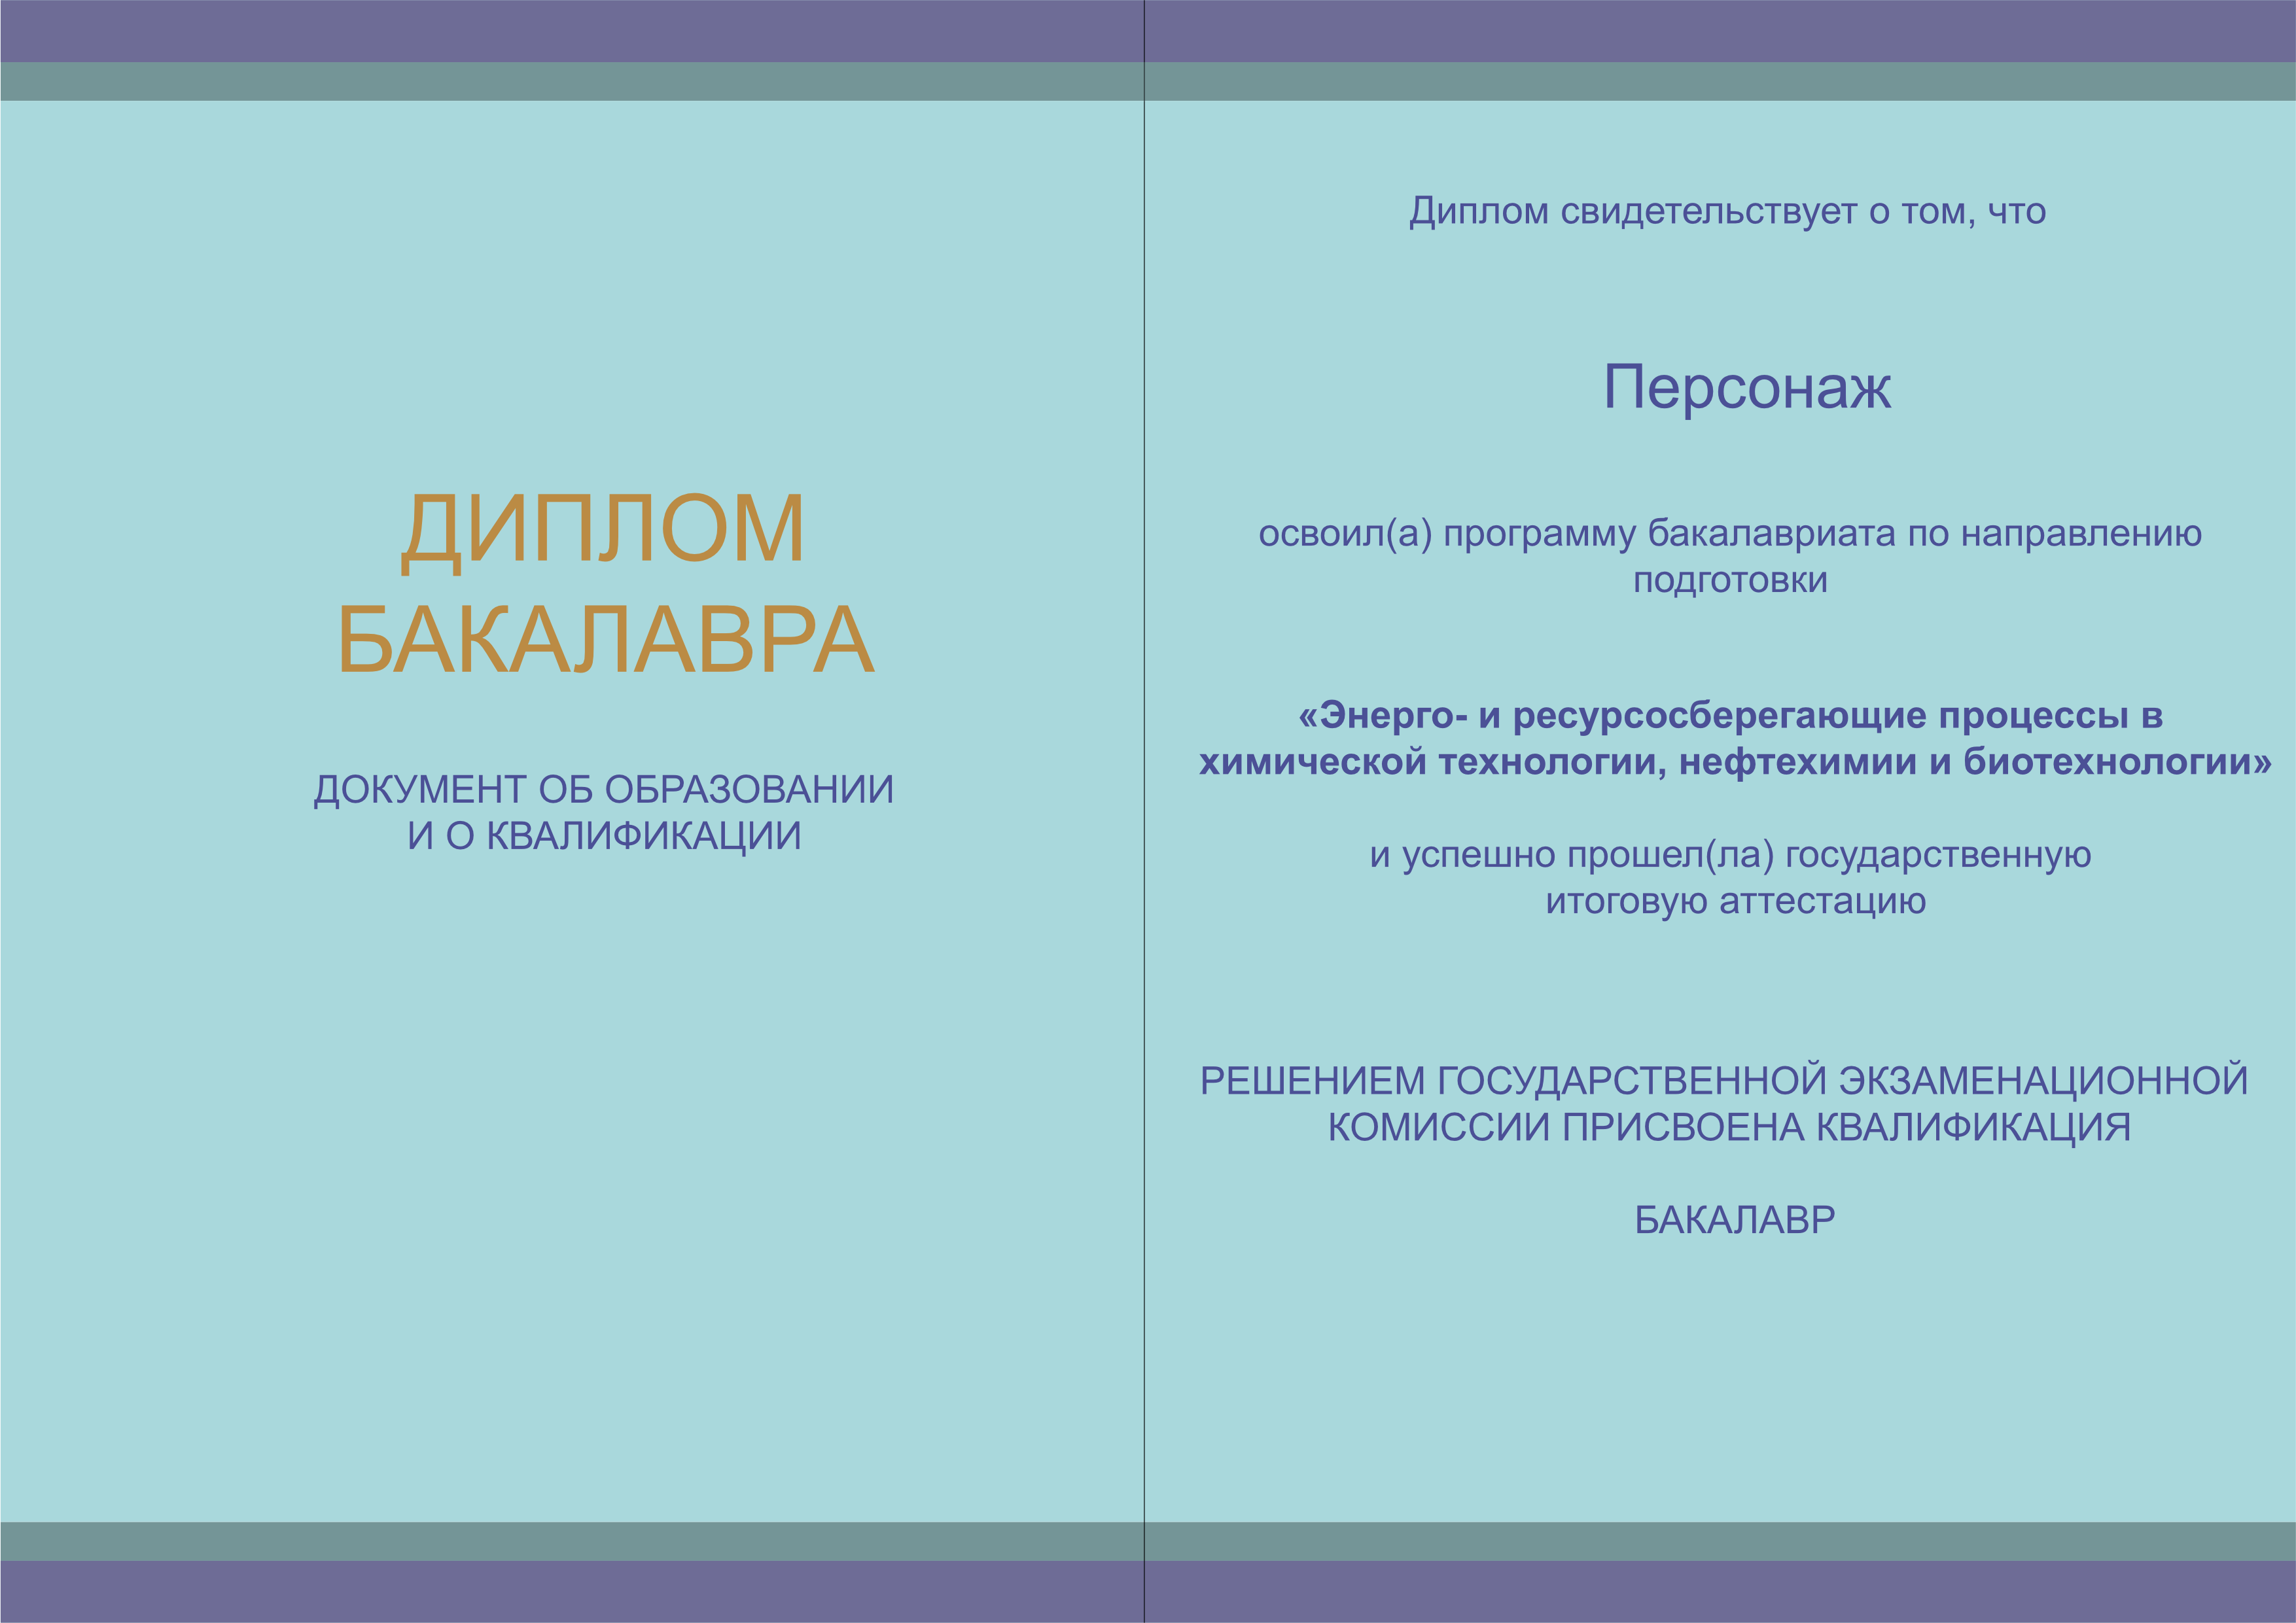 ДИПЛОМ
БАКАЛАВРА
ДОКУМЕНТ ОБ ОБРАЗОВАНИИ
И О КВАЛИФИКАЦИИ
Диплом свидетельствует о том, что
Персонаж
освоил(а) программу бакалавриата по направлению
подготовки
«Энерго- и ресурсосберегающие процессы в
химической технологии, нефтехимии и биотехнологии»
и успешно прошел(ла) государственную
итоговую аттестацию
РЕШЕНИЕМ ГОСУДАРСТВЕННОЙ ЭКЗАМЕНАЦИОННОЙ
КОМИССИИ ПРИСВОЕНА КВАЛИФИКАЦИЯ
БАКАЛАВР